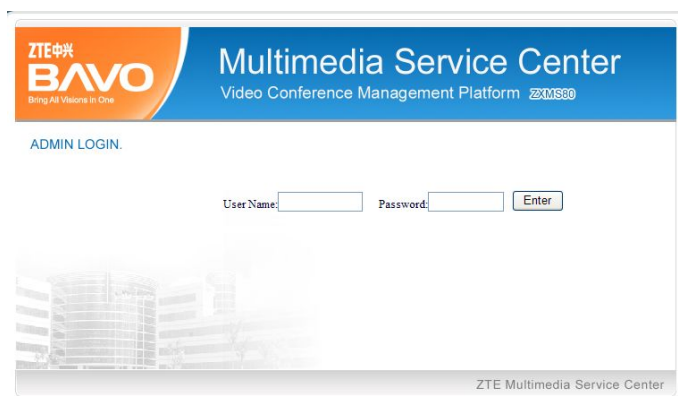 ZTE中兴
BAVO
Bring All Visions in One
Multimedia Service Center
Video Conference Management Platform ZXMS80
ADMIN LOGIN.
User Name: Password: Enter
ZTE Multimedia Service Center